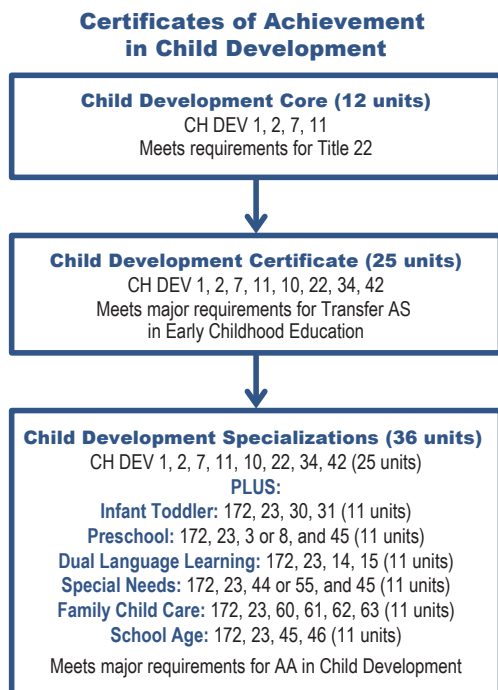 Certificates of Achievement
in Child Development
Child Development Core (12 units)
CH DEV 1, 2, 7, 11
Meets requirements for Title 22
Child Development Certificate (25 units)
CH DEV 1, 2, 7, 11, 10, 22, 34, 42
Meets major requirements for Transfer AS
in Early Childhood Education
Child Development Specializations (36 units)
CH DEV 1, 2, 7, 11, 10, 22, 34, 42 (25 units)
PLUS:
Infant Toddler: 172, 23, 30, 31 (11 units)
Preschool: 172, 23, 3 or 8, and 45 (11 units)
Dual Language Learning: 172, 23, 14, 15 (11 units)
Special Needs: 172, 23, 44 or 55, and 45 (11 units)
Family Child Care: 172, 23, 60, 61, 62, 63 (11 units)
School Age: 172, 23, 45, 46 (11 units)
Meets major requirements for AA in Child Development